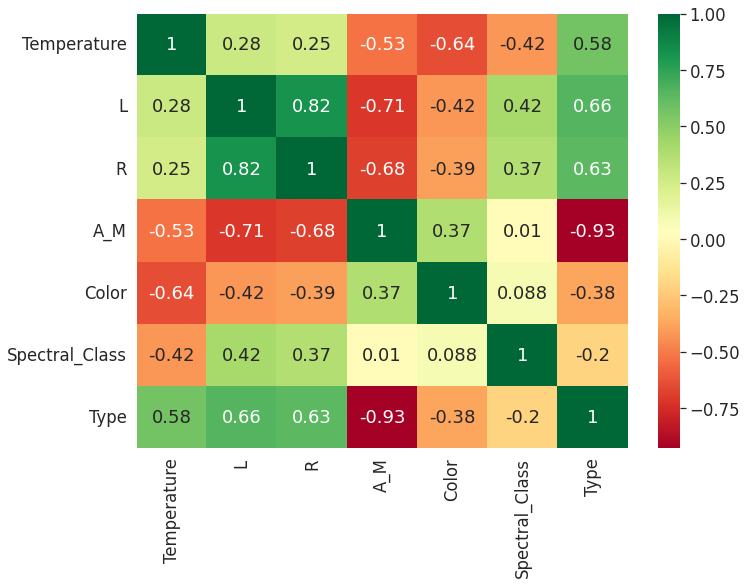 Temperature 1 0.28 0.25 -0.53 -0.64 -0.42 0.58
L 0.28 1 0.82 -0.71 -0.42 0.42 0.66
R 0.25 0.82 1 -0.68 -0.39 0.37 0.63
A_M -0.53 -0.71 -0.68 1 0.37 0.01 -0.93
Color -0.64 -0.42 -0.39 0.37 1 0.088 -0.38
Spectral_Class -0.42 0.42 0.37 0.01 0.088 1 -0.2
Type 0.58 0.66 0.63 -0.93 -0.38 -0.2 1
Temperature
L
R
A_M
Color
Spectral_Class
Type
1.00
0.75
0.50
0.25
0.00
−0.25
−0.50
−0.75